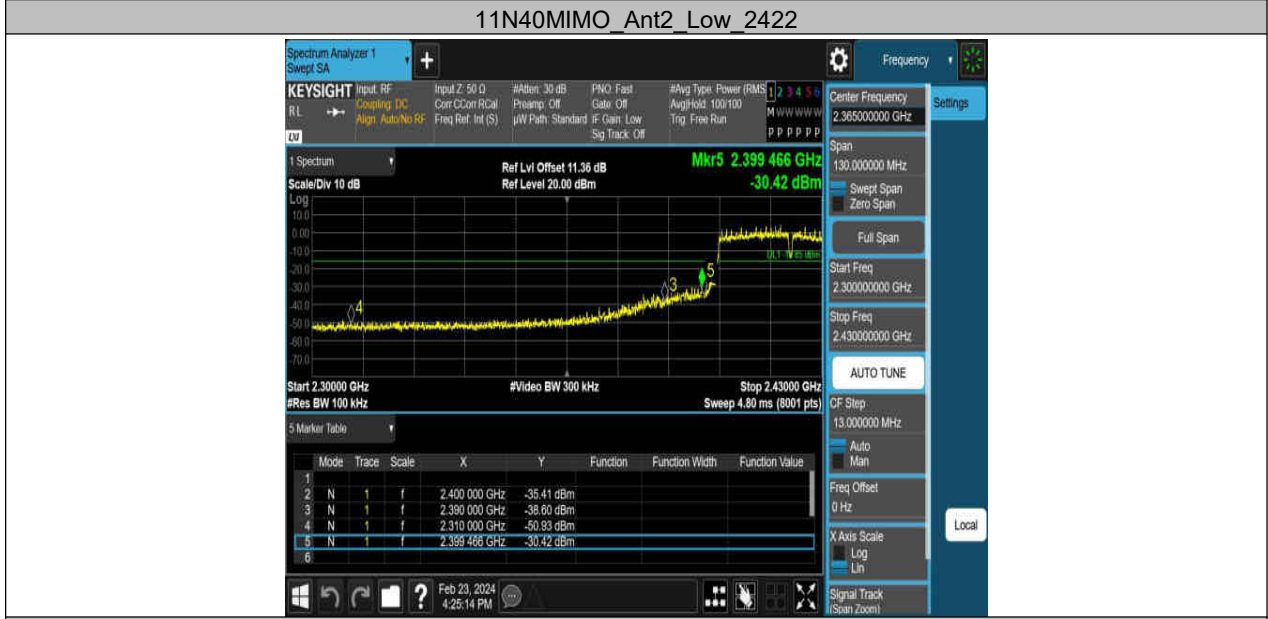 11N40MIMO_Ant2_Low_2422
Spectrum Analyzer 1
Swept SA
+
Frequency
KEYSIGHT
RL
LXI
Input: RF
Coupling: DC
Align: Auto/No RF
Input Z: 50 Ω
Corr CCorr RCal
Freq Ref: Int (S)
#Atten: 30 dB
Preamp: Off
µW Path: Standard
PNO: Fast
Gate: Off
IF Gain: Low
Sig Track: Off
#Avg Type: Power (RMS
Avg|Hold: 100/100
Trig: Free Run
1 2 3 4 5 6
M W W W W W
P P P P P P
1 Spectrum
Scale/Div 10 dB
Ref Lvl Offset 11.36 dB
Ref Level 20.00 dBm
Mkr5 2.399 466 GHz
-30.42 dBm
Log
10.0
0.00
-10.0
-20.0
-30.0
-40.0
-50.0
-60.0
-70.0
4
3
5
Start 2.30000 GHz
#Video BW 300 kHz
Stop 2.43000 GHz
#Res BW 100 kHz
Sweep 4.80 ms (8001 pts)
5 Marker Table
Mode Trace Scale X Y Function Function Width Function Value
1
2 N 1 f 2.400 000 GHz -35.41 dBm
3 N 1 f 2.390 000 GHz -38.60 dBm
4 N 1 f 2.310 000 GHz -50.83 dBm
5 N 1 f 2.399 466 GHz -30.42 dBm
6
?
Feb 23, 2024
4:25:14 PM
Center Frequency
2.365000000 GHz
Span
130.000000 MHz
Swept Span
Zero Span
Full Span
Start Freq
2.300000000 GHz
Stop Freq
2.430000000 GHz
AUTO TUNE
CF Step
13.000000 MHz
Auto
Man
Freq Offset
0 Hz
X Axis Scale
Log
Lin
Signal Track
(Span Zoom)
Settings
Local